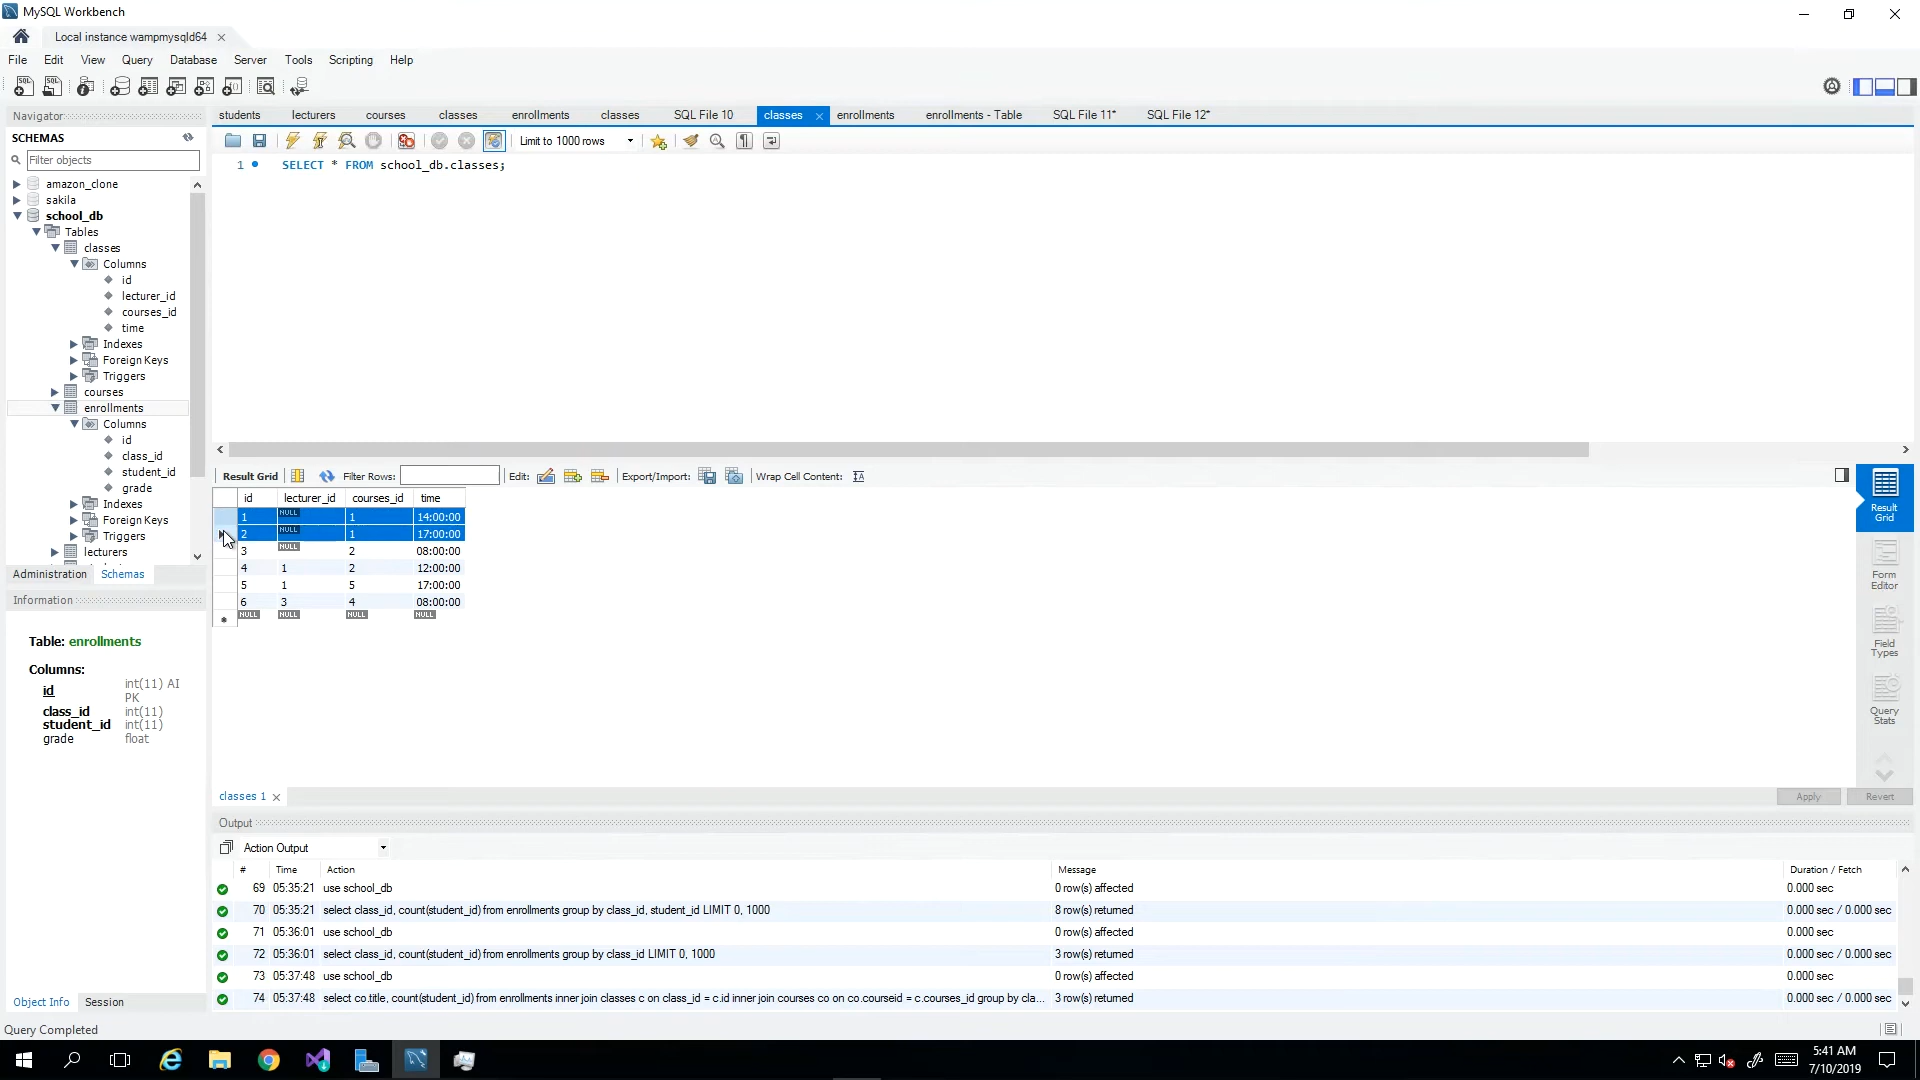 MySQL Workbench
Local instance wampmysqld64
File Edit View Query Database Server Tools Scripting Help
Navigator
SCHEMAS
Filter objects
amazon_clone
sakila
school_db
Tables
classes
Columns
id
lecturer_id
courses_id
time
Indexes
Foreign Keys
Triggers
courses
enrollments
Columns
id
class_id
student_id
grade
Indexes
Foreign Keys
Triggers
lecturers
Administration Schemas
Information
Table: enrollments
Columns:
id int(11) AI PK
class_id int(11)
student_id int(11)
grade float
Object Info Session
students lecturers courses classes enrollments classes SQL File 10 classes enrollments enrollments - Table SQL File 11* SQL File 12*
Limit to 1000 rows
1 SELECT * FROM school_db.classes;
Result Grid Filter Rows: Edit: Export/Import: Wrap Cell Content:
id lecturer_id courses_id time
1 NULL 1 14:00:00
2 NULL 1 17:00:00
3 NULL 2 08:00:00
4 1 2 12:00:00
5 1 5 17:00:00
6 3 4 08:00:00
NULL NULL NULL NULL
Result Grid
Form Editor
Field Types
Query Stats
classes 1
Apply Revert
Output
Action Output
# Time Action Message Duration / Fetch
69 05:35:21 use school_db 0 row(s) affected 0.000 sec
70 05:35:21 select class_id, count(student_id) from enrollments group by class_id, student_id LIMIT 0, 1000 8 row(s) returned 0.000 sec / 0.000 sec
71 05:36:01 use school_db 0 row(s) affected 0.000 sec
72 05:36:01 select class_id, count(student_id) from enrollments group by class_id LIMIT 0, 1000 3 row(s) returned 0.000 sec / 0.000 sec
73 05:37:48 use school_db 0 row(s) affected 0.000 sec
74 05:37:48 select co.title, count(student_id) from enrollments inner join classes c on class_id = c.id inner join courses co on co.courseid = c.courses_id group by cla... 3 row(s) returned 0.000 sec / 0.000 sec
Query Completed
5:41 AM
7/10/2019